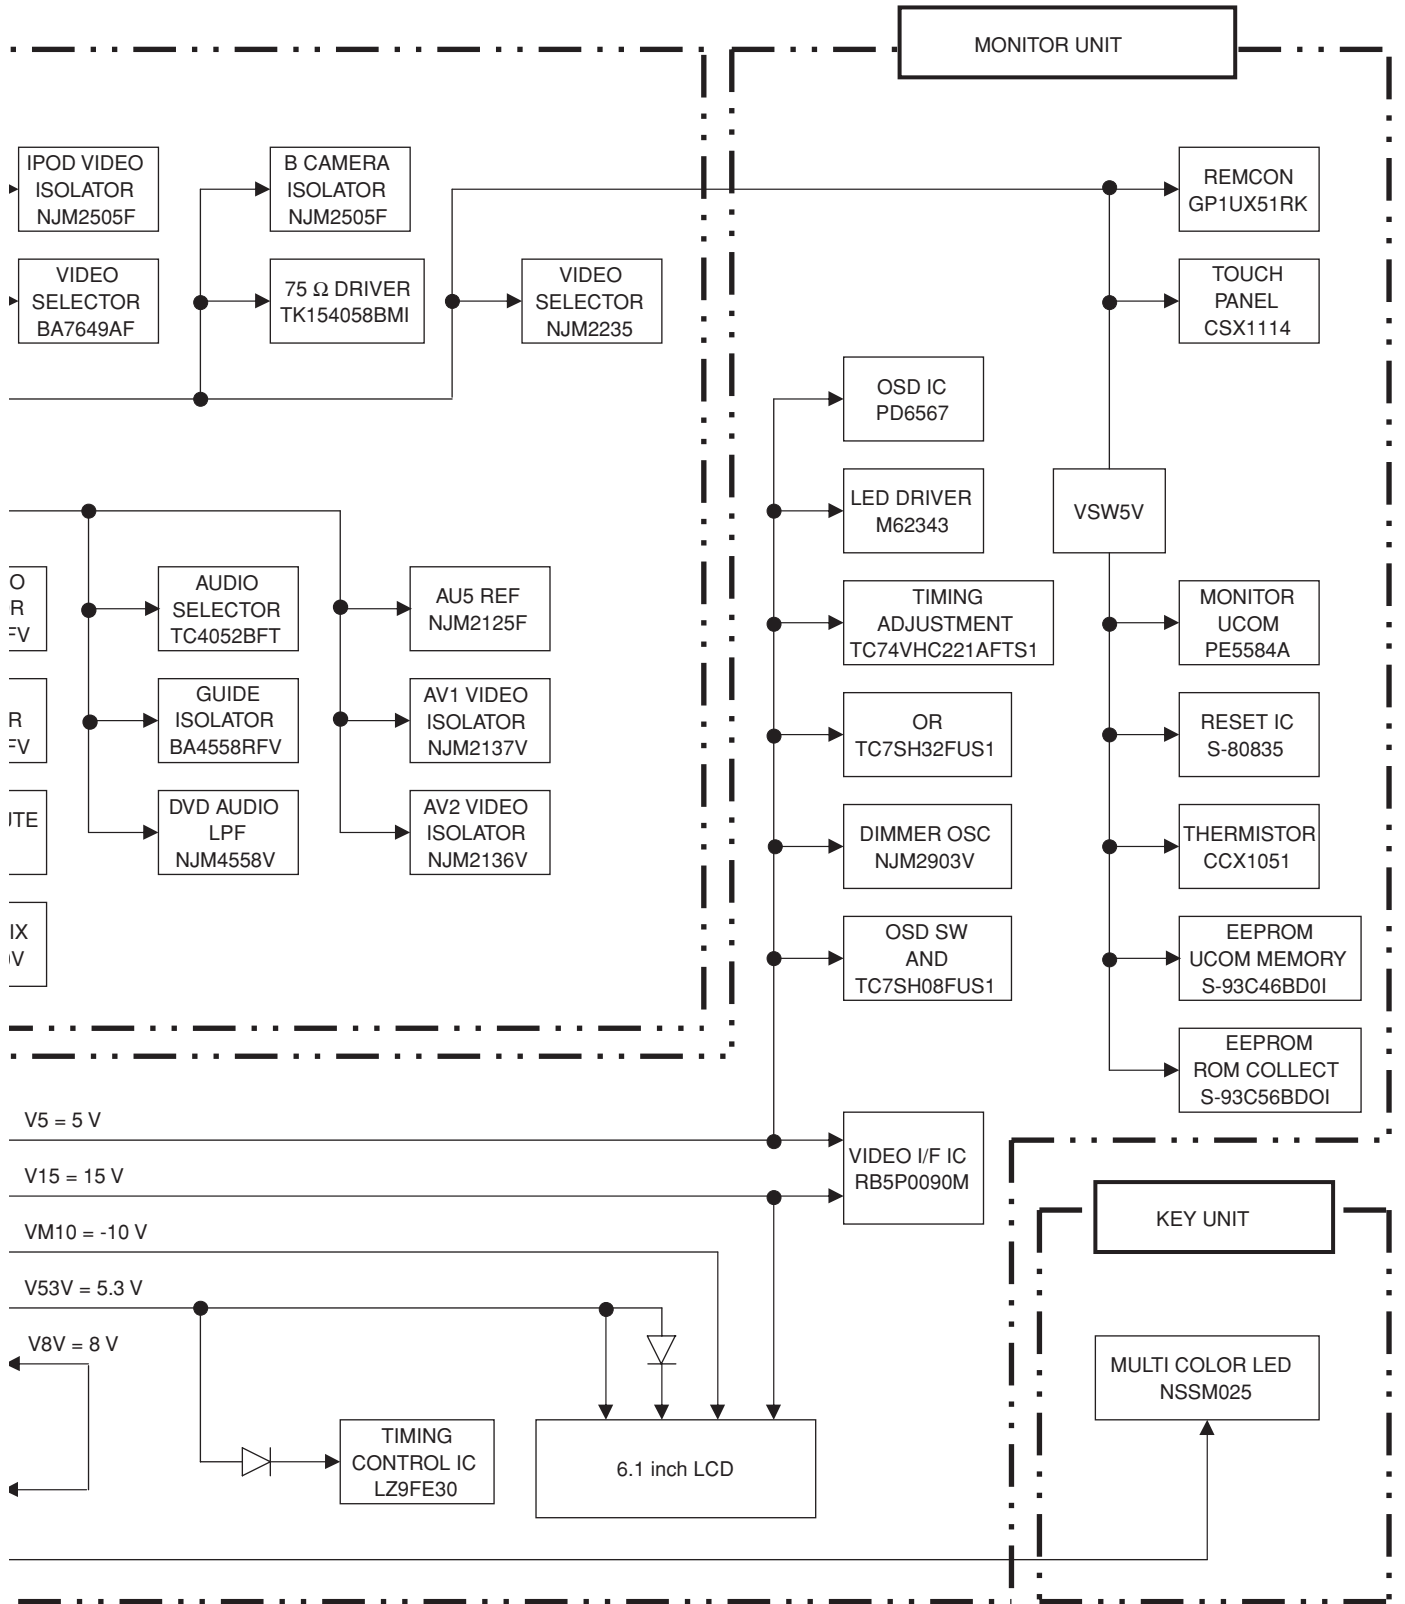 MONITOR UNIT
IPOD VIDEO
ISOLATOR
NJM2505F
B CAMERA
ISOLATOR
NJM2505F
REMCON
GP1UX51RK
VIDEO
SELECTOR
BA7649AF
75 Ω DRIVER
TK154058BMI
VIDEO
SELECTOR
NJM2235
TOUCH
PANEL
CSX1114
OSD IC
PD6567
LED DRIVER
M62343
VSW5V
O
R
FV
AUDIO
SELECTOR
TC4052BFT
AU5 REF
NJM2125F
TIMING
ADJUSTMENT
TC74VHC221AFTS1
MONITOR
UCOM
PE5584A
R
FV
GUIDE
ISOLATOR
BA4558RFV
AV1 VIDEO
ISOLATOR
NJM2137V
OR
TC7SH32FUS1
RESET IC
S-80835
UTE
DVD AUDIO
LPF
NJM4558V
AV2 VIDEO
ISOLATOR
NJM2136V
DIMMER OSC
NJM2903V
THERMISTOR
CCX1051
IX
V
OSD SW
AND
TC7SH08FUS1
EEPROM
UCOM MEMORY
S-93C46BD0I
EEPROM
ROM COLLECT
S-93C56BDOI
V5 = 5 V
V15 = 15 V
VIDEO I/F IC
RB5P0090M
VM10 = -10 V
V53V = 5.3 V
V8V = 8 V
KEY UNIT
MULTI COLOR LED
NSSM025
TIMING
CONTROL IC
LZ9FE30
6.1 inch LCD